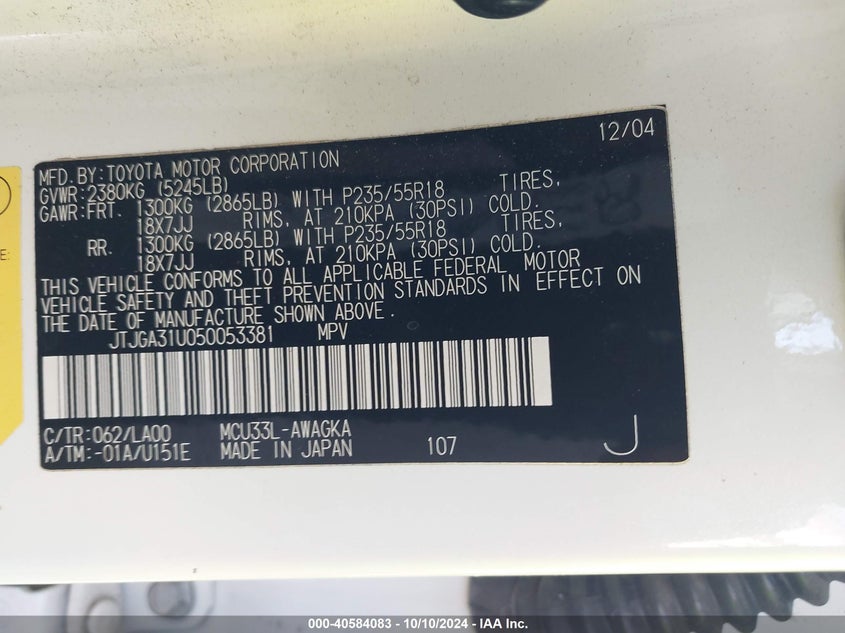 12/04
MFD. BY: TOYOTA MOTOR CORPORATION
GVWR: 2380KG (5245LB)
GAWR: FRT. 1300KG (2865LB) WITH P235/55R18 TIRES,
18X7JJ RIMS, AT 210KPA (30PSI) COLD.
RR. 1300KG (2865LB) WITH P235/55R18 TIRES,
18X7JJ RIMS, AT 210KPA (30PSI) COLD.
THIS VEHICLE CONFORMS TO ALL APPLICABLE FEDERAL MOTOR
VEHICLE SAFETY AND THEFT PREVENTION STANDARDS IN EFFECT ON
THE DATE OF MANUFACTURE SHOWN ABOVE.
JTJGA31U050053381 MPV
C/TR: 062/LA00 MCU33L-AWAGKA
A/TM: -01A/U151E MADE IN JAPAN 107 J
E:
000-40584083 - 10/10/2024 - IAA Inc.